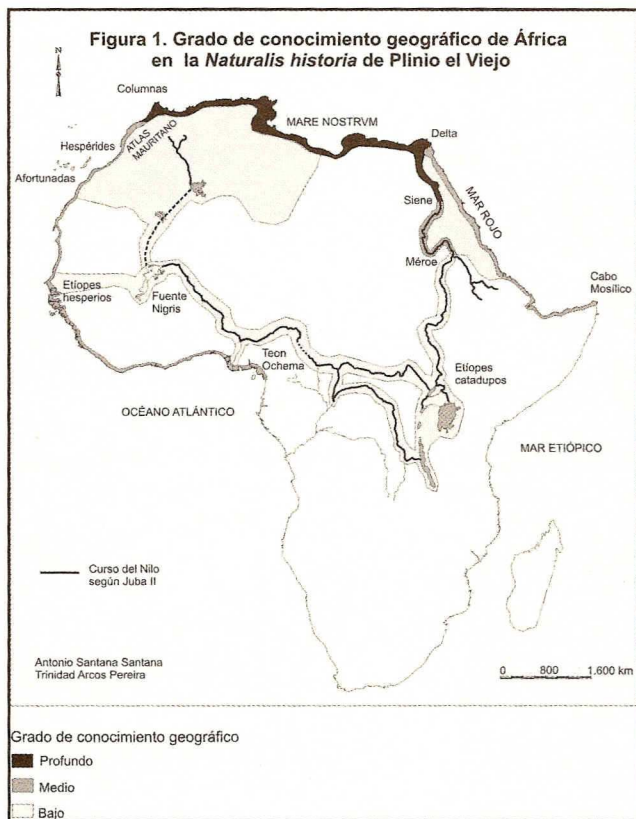 Figura 1. Grado de conocimiento geográfico de África
en la Naturalis historia de Plinio el Viejo
N
Columnas
MARE NOSTRVM
Delta
Hespérides
ATLAS
MAURITANO
Afortunadas
Siene
MAR ROJO
Méroe
Cabo
Mosílico
Etíopes
hesperios
Fuente
Nigris
Teon
Ochema
Etíopes
catadupos
OCÊANO ATLÁNTICO
MAR ETIÓPICO
Curso del Nilo
según Juba II
Antonio Santana Santana
Trinidad Arcos Pereira
0 800 1.600 km
Grado de conocimiento geográfico
Profundo
Medio
Bajo